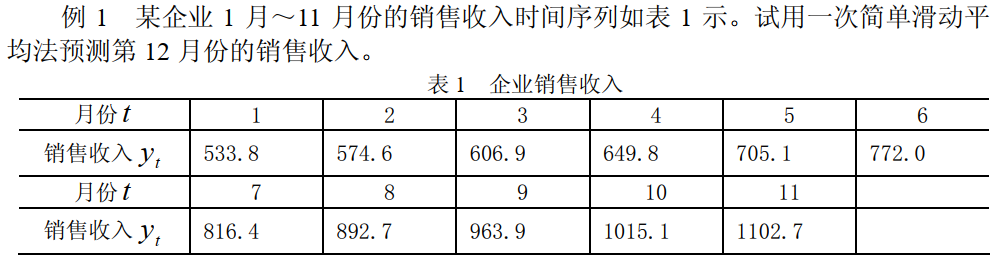 例 1 某企业 1 月～11 月份的销售收入时间序列如表 1 示。试用一次简单滑动平
均法预测第 12 月份的销售收入。
表 1 企业销售收入
月份 t 1 2 3 4 5 6
销售收入 y_t 533.8 574.6 606.9 649.8 705.1 772.0
月份 t 7 8 9 10 11
销售收入 y_t 816.4 892.7 963.9 1015.1 1102.7